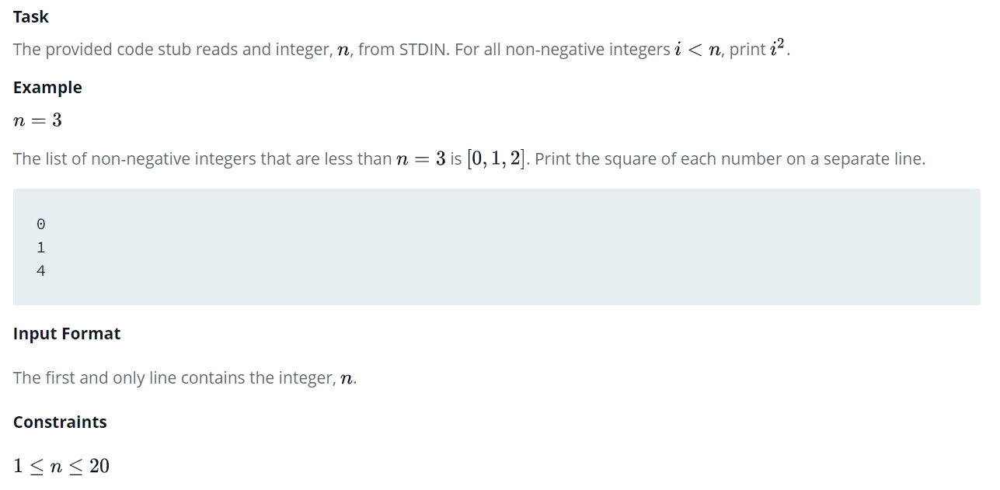 Task
The provided code stub reads and integer, n, from STDIN. For all non-negative integers i < n, print i².
Example
n = 3
The list of non-negative integers that are less than n = 3 is [0, 1, 2]. Print the square of each number on a separate line.
0
1
4
Input Format
The first and only line contains the integer, n.
Constraints
1 ≤ n ≤ 20